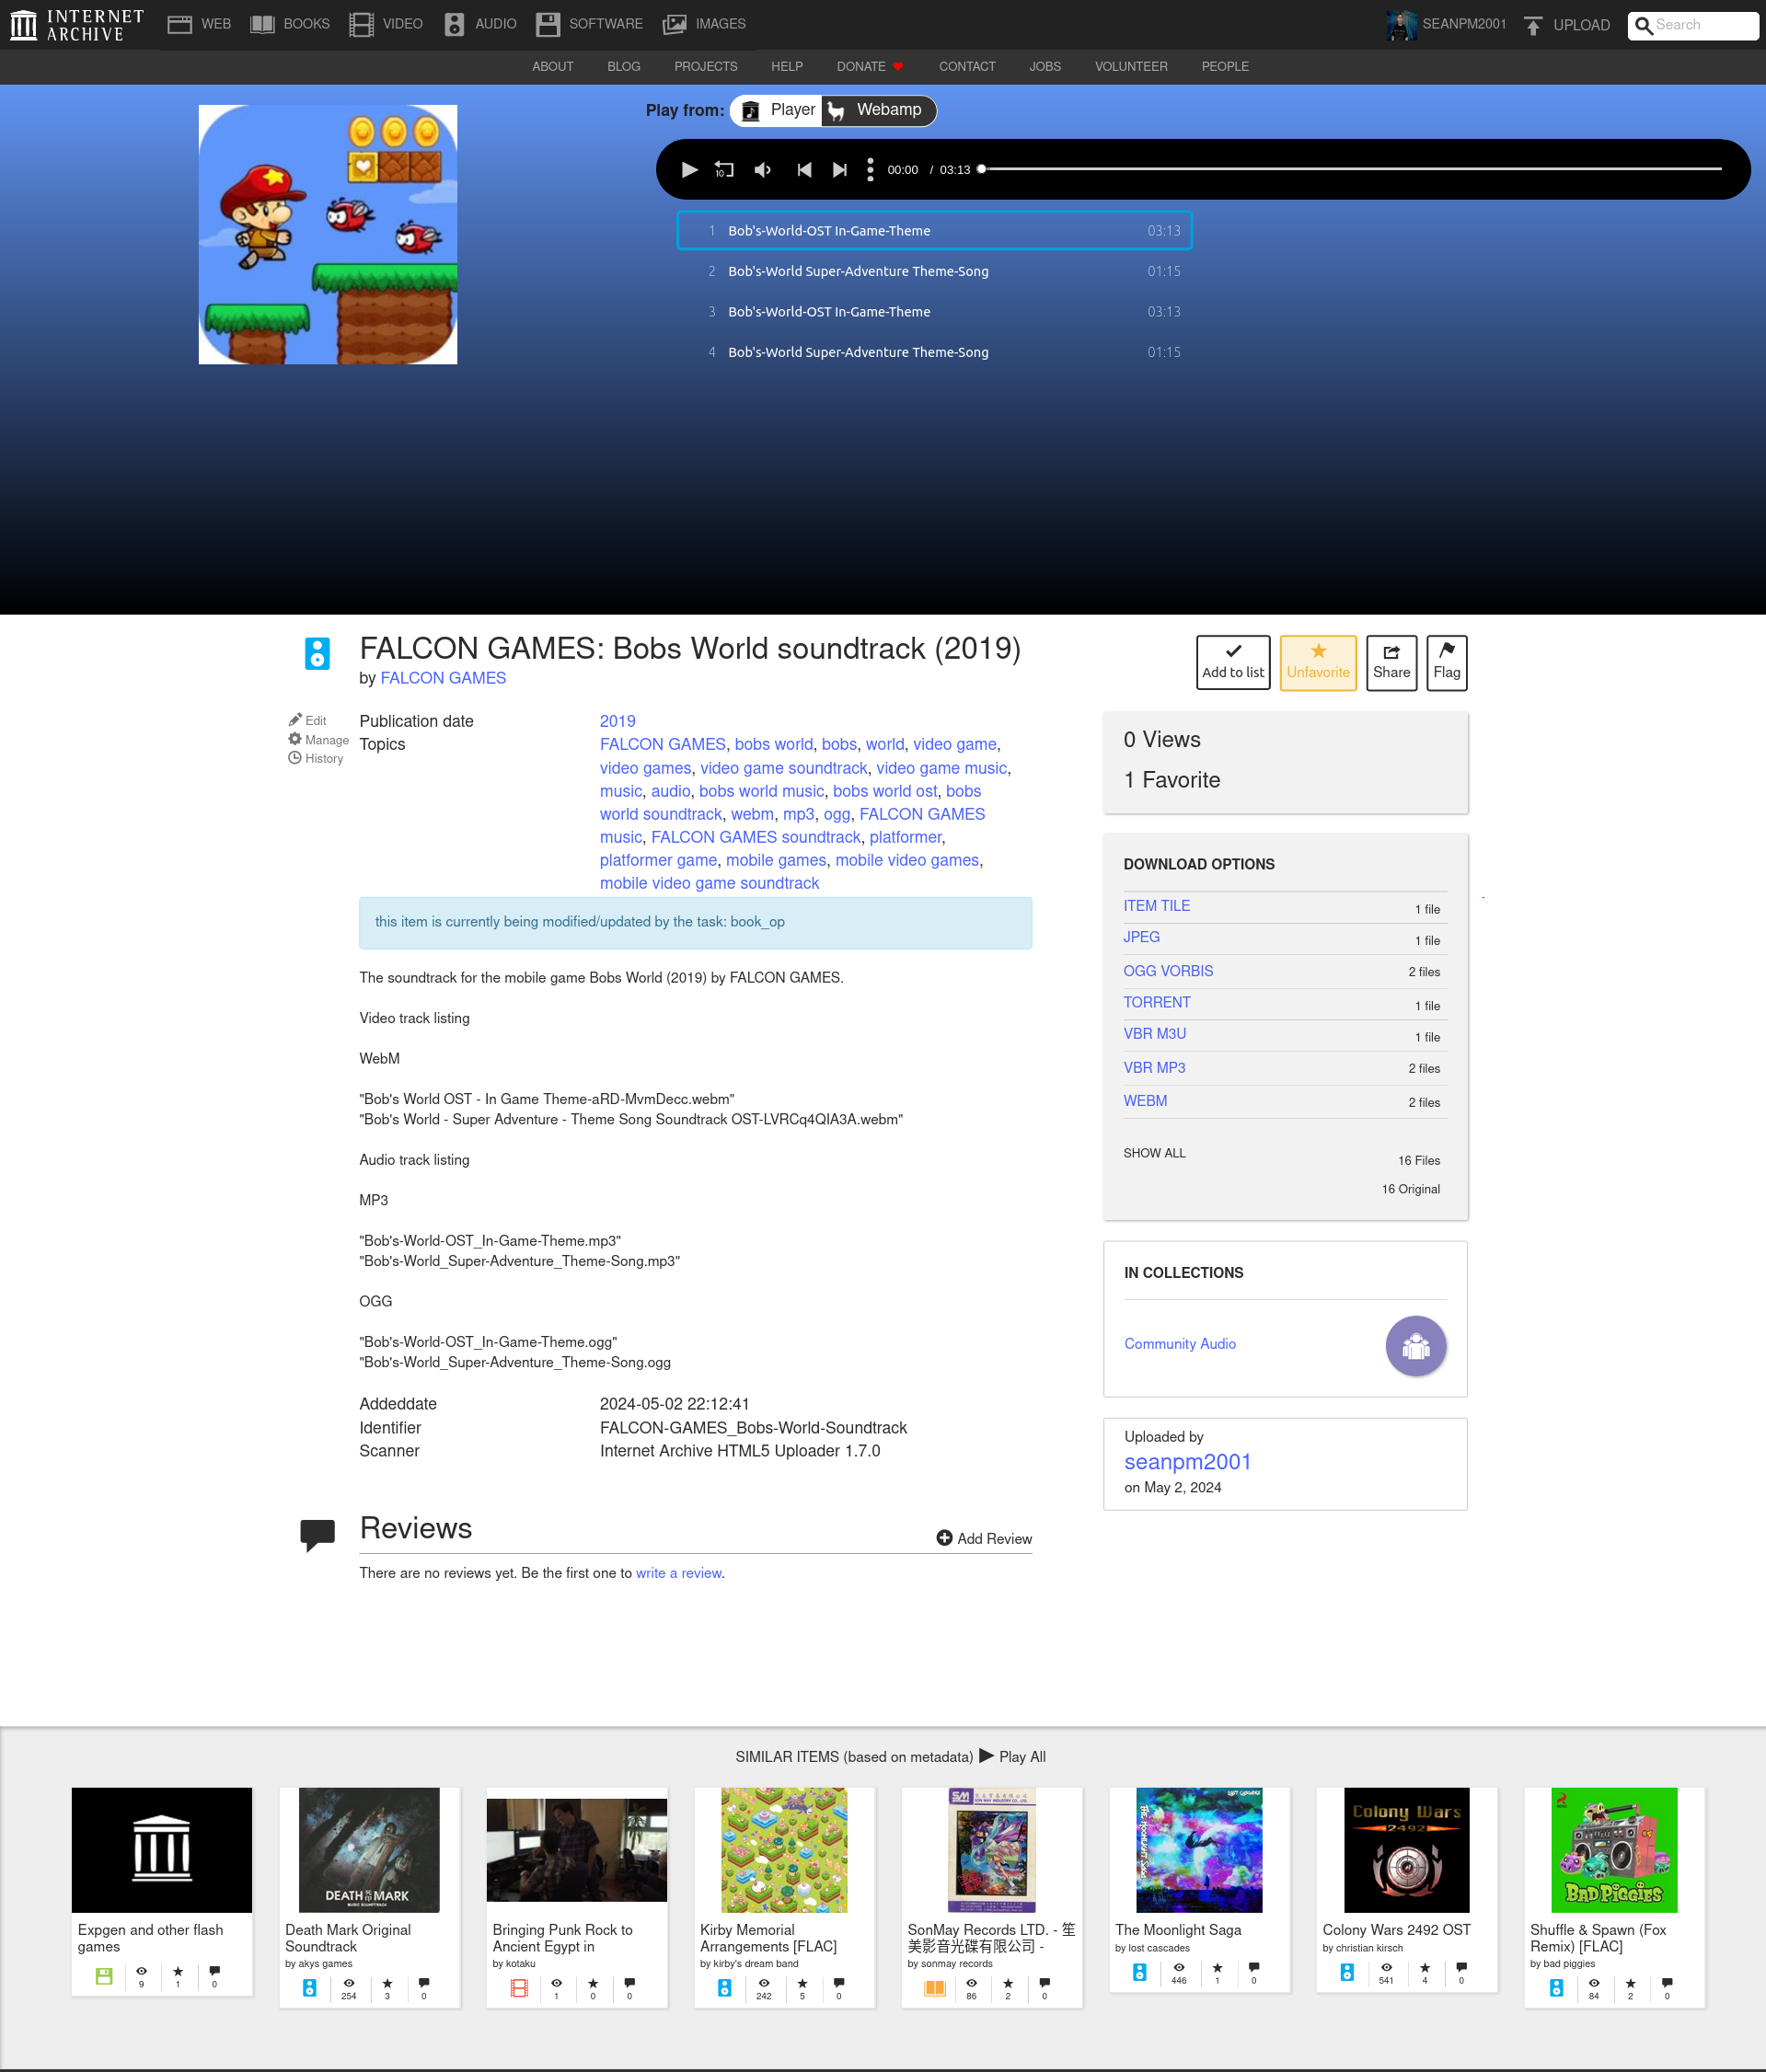 INTERNET ARCHIVE
WEB BOOKS VIDEO AUDIO SOFTWARE IMAGES
SEANPM2001 UPLOAD Search
ABOUT BLOG PROJECTS HELP DONATE CONTACT JOBS VOLUNTEER PEOPLE
Play from: Player Webamp
10 00:00 / 03:13
1 Bob's-World-OST In-Game-Theme 03:13
2 Bob's-World Super-Adventure Theme-Song 01:15
3 Bob's-World-OST In-Game-Theme 03:13
4 Bob's-World Super-Adventure Theme-Song 01:15
FALCON GAMES: Bobs World soundtrack (2019)
by FALCON GAMES
Add to list Unfavorite Share Flag
Edit
Manage
History
Publication date 2019
Topics FALCON GAMES, bobs world, bobs, world, video game,
video games, video game soundtrack, video game music,
music, audio, bobs world music, bobs world ost, bobs
world soundtrack, webm, mp3, ogg, FALCON GAMES
music, FALCON GAMES soundtrack, platformer,
platformer game, mobile games, mobile video games,
mobile video game soundtrack
this item is currently being modified/updated by the task: book_op
The soundtrack for the mobile game Bobs World (2019) by FALCON GAMES.
Video track listing
WebM
"Bob's World OST - In Game Theme-aRD-MvmDecc.webm"
"Bob's World - Super Adventure - Theme Song Soundtrack OST-LVRCq4QIA3A.webm"
Audio track listing
MP3
"Bob's-World-OST_In-Game-Theme.mp3"
"Bob's-World_Super-Adventure_Theme-Song.mp3"
OGG
"Bob's-World-OST_In-Game-Theme.ogg"
"Bob's-World_Super-Adventure_Theme-Song.ogg
Addeddate 2024-05-02 22:12:41
Identifier FALCON-GAMES_Bobs-World-Soundtrack
Scanner Internet Archive HTML5 Uploader 1.7.0
Reviews
Add Review
There are no reviews yet. Be the first one to write a review.
0 Views
1 Favorite
DOWNLOAD OPTIONS
ITEM TILE 1 file
JPEG 1 file
OGG VORBIS 2 files
TORRENT 1 file
VBR M3U 1 file
VBR MP3 2 files
WEBM 2 files
SHOW ALL 16 Files
16 Original
IN COLLECTIONS
Community Audio
Uploaded by
seanpm2001
on May 2, 2024
SIMILAR ITEMS (based on metadata) Play All
Expgen and other flash
games
9 1 0
DEATH MARK
Death Mark Original
Soundtrack
by akys games
254 3 0
Bringing Punk Rock to
Ancient Egypt in
by kotaku
1 0 0
Kirby Memorial
Arrangements [FLAC]
by kirby's dream band
242 5 0
SM
SonMay Records LTD. - 笙
美影音光碟有限公司 -
by sonmay records
86 2 0
The Moonlight Saga
by lost cascades
446 1 0
Colony Wars
2492
Colony Wars 2492 OST
by christian kirsch
541 4 0
BAD PIGGIES
Shuffle & Spawn (Fox
Remix) [FLAC]
by bad piggies
84 2 0